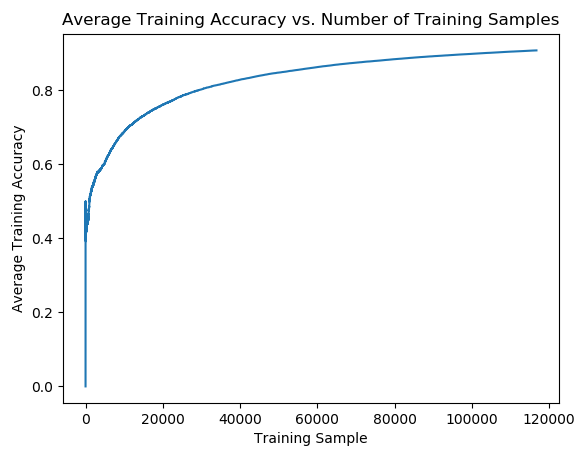 Average Training Accuracy vs. Number of Training Samples
Average Training Accuracy
0.8
0.6
0.4
0.2
0.0
0 20000 40000 60000 80000 100000 120000
Training Sample